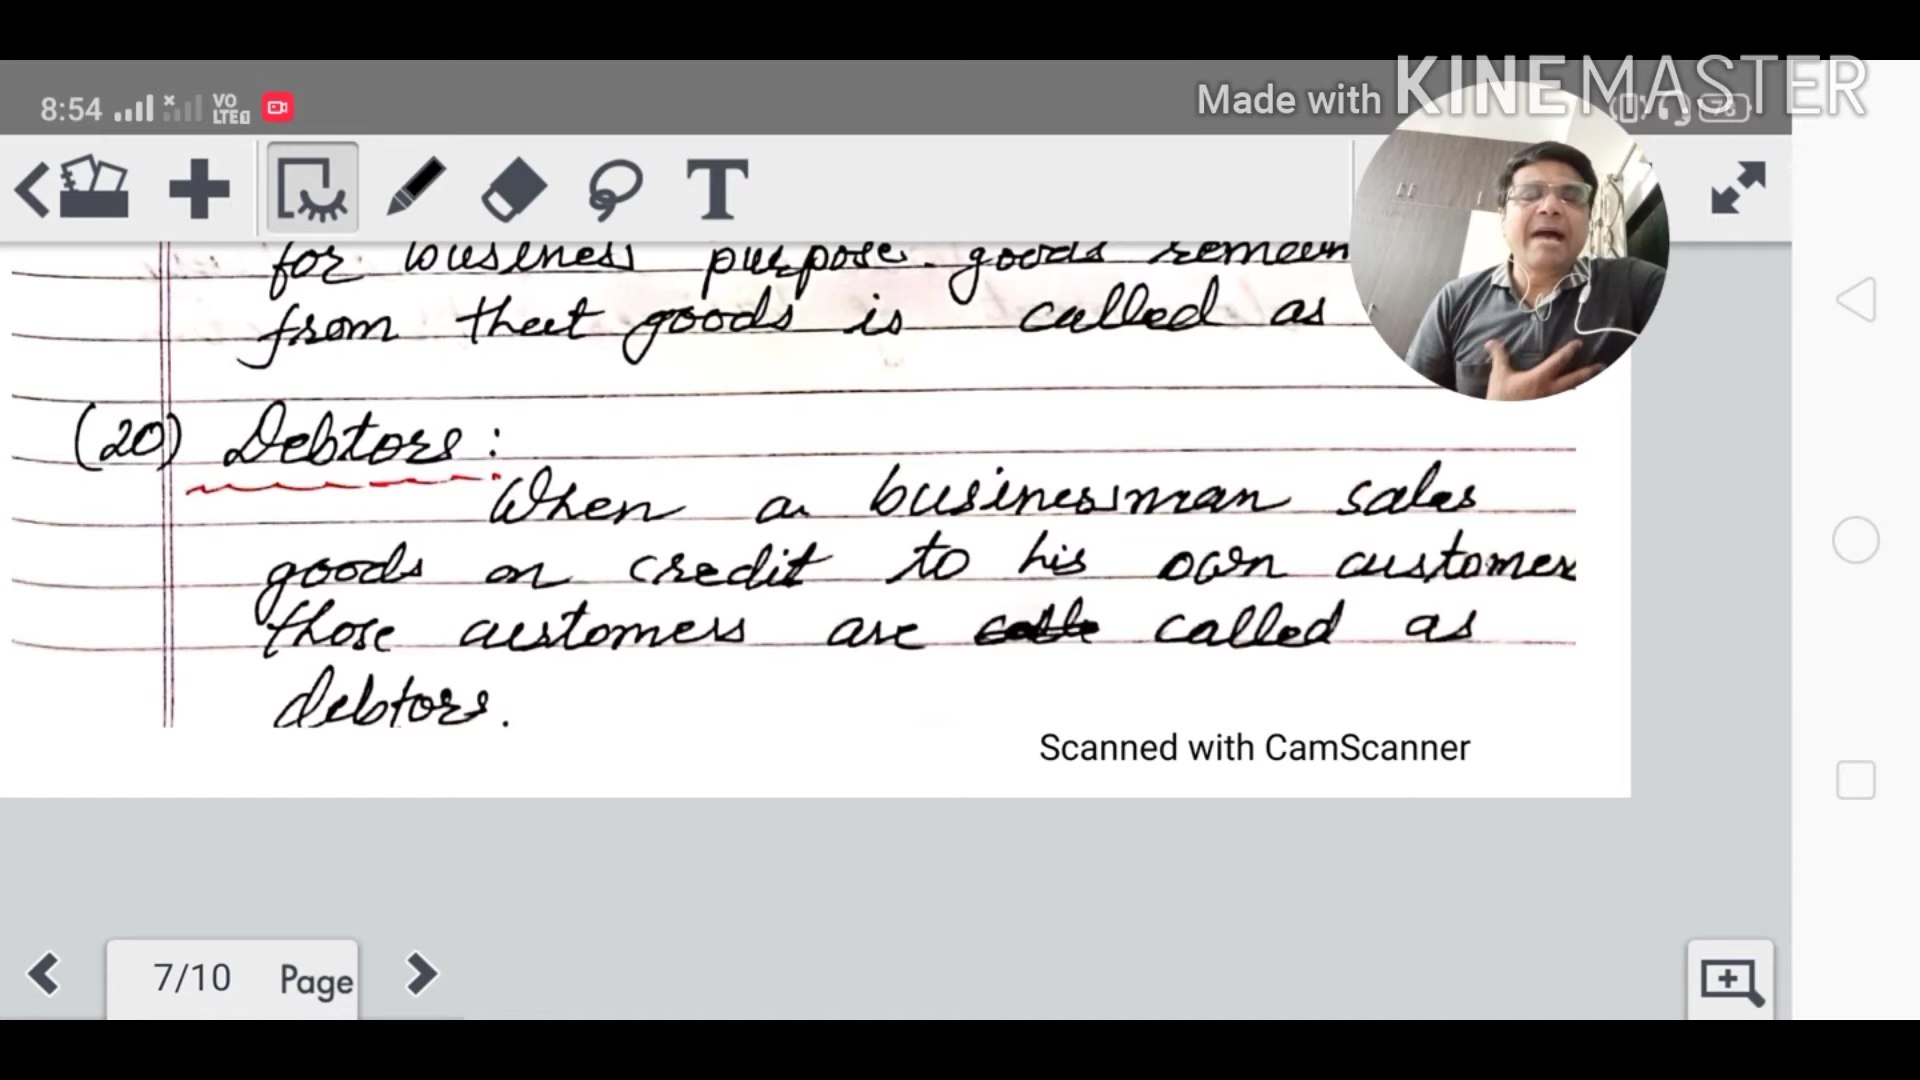 Made with KINEMASTER
8:54 VO LTE
for business purpose. goods remain
from that goods is called as
(20) Debtors:
When a businessman sales
goods on credit to his own customer
those customers are called as
debtors.
Scanned with CamScanner
7/10 Page